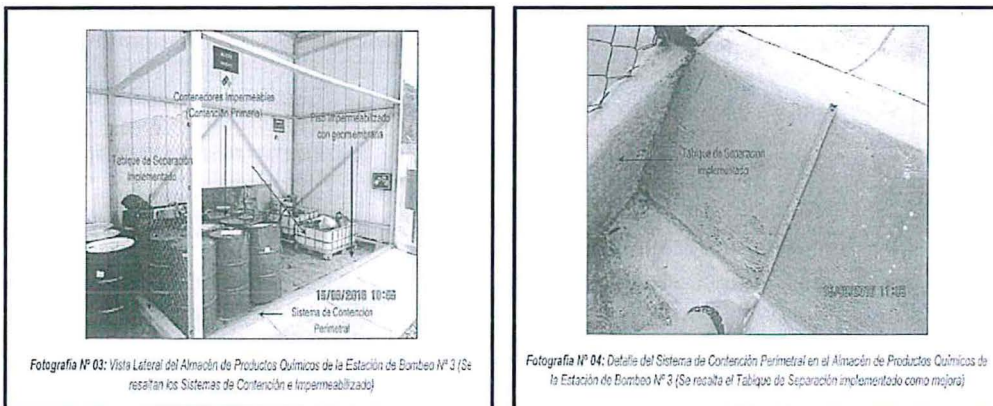 Contenedores Impermeables
(Contención Primaria)
Piso Impermeabilizado
con geomembrana
Tabique de Separación
Implementado
Sistema de Contención
Perimetral
Fotografía Nº 03: Vista Lateral del Almacén de Productos Químicos de la Estación de Bombeo Nº 3 (Se
resaltan los Sistemas de Contención e Impermeabilizado)
Tabique de Separación
Implementado
Fotografía Nº 04: Detalle del Sistema de Contención Perimetral en el Almacén de Productos Químicos de
la Estación de Bombeo Nº 3 (Se resalta el Tabique de Separación implementado como mejora)